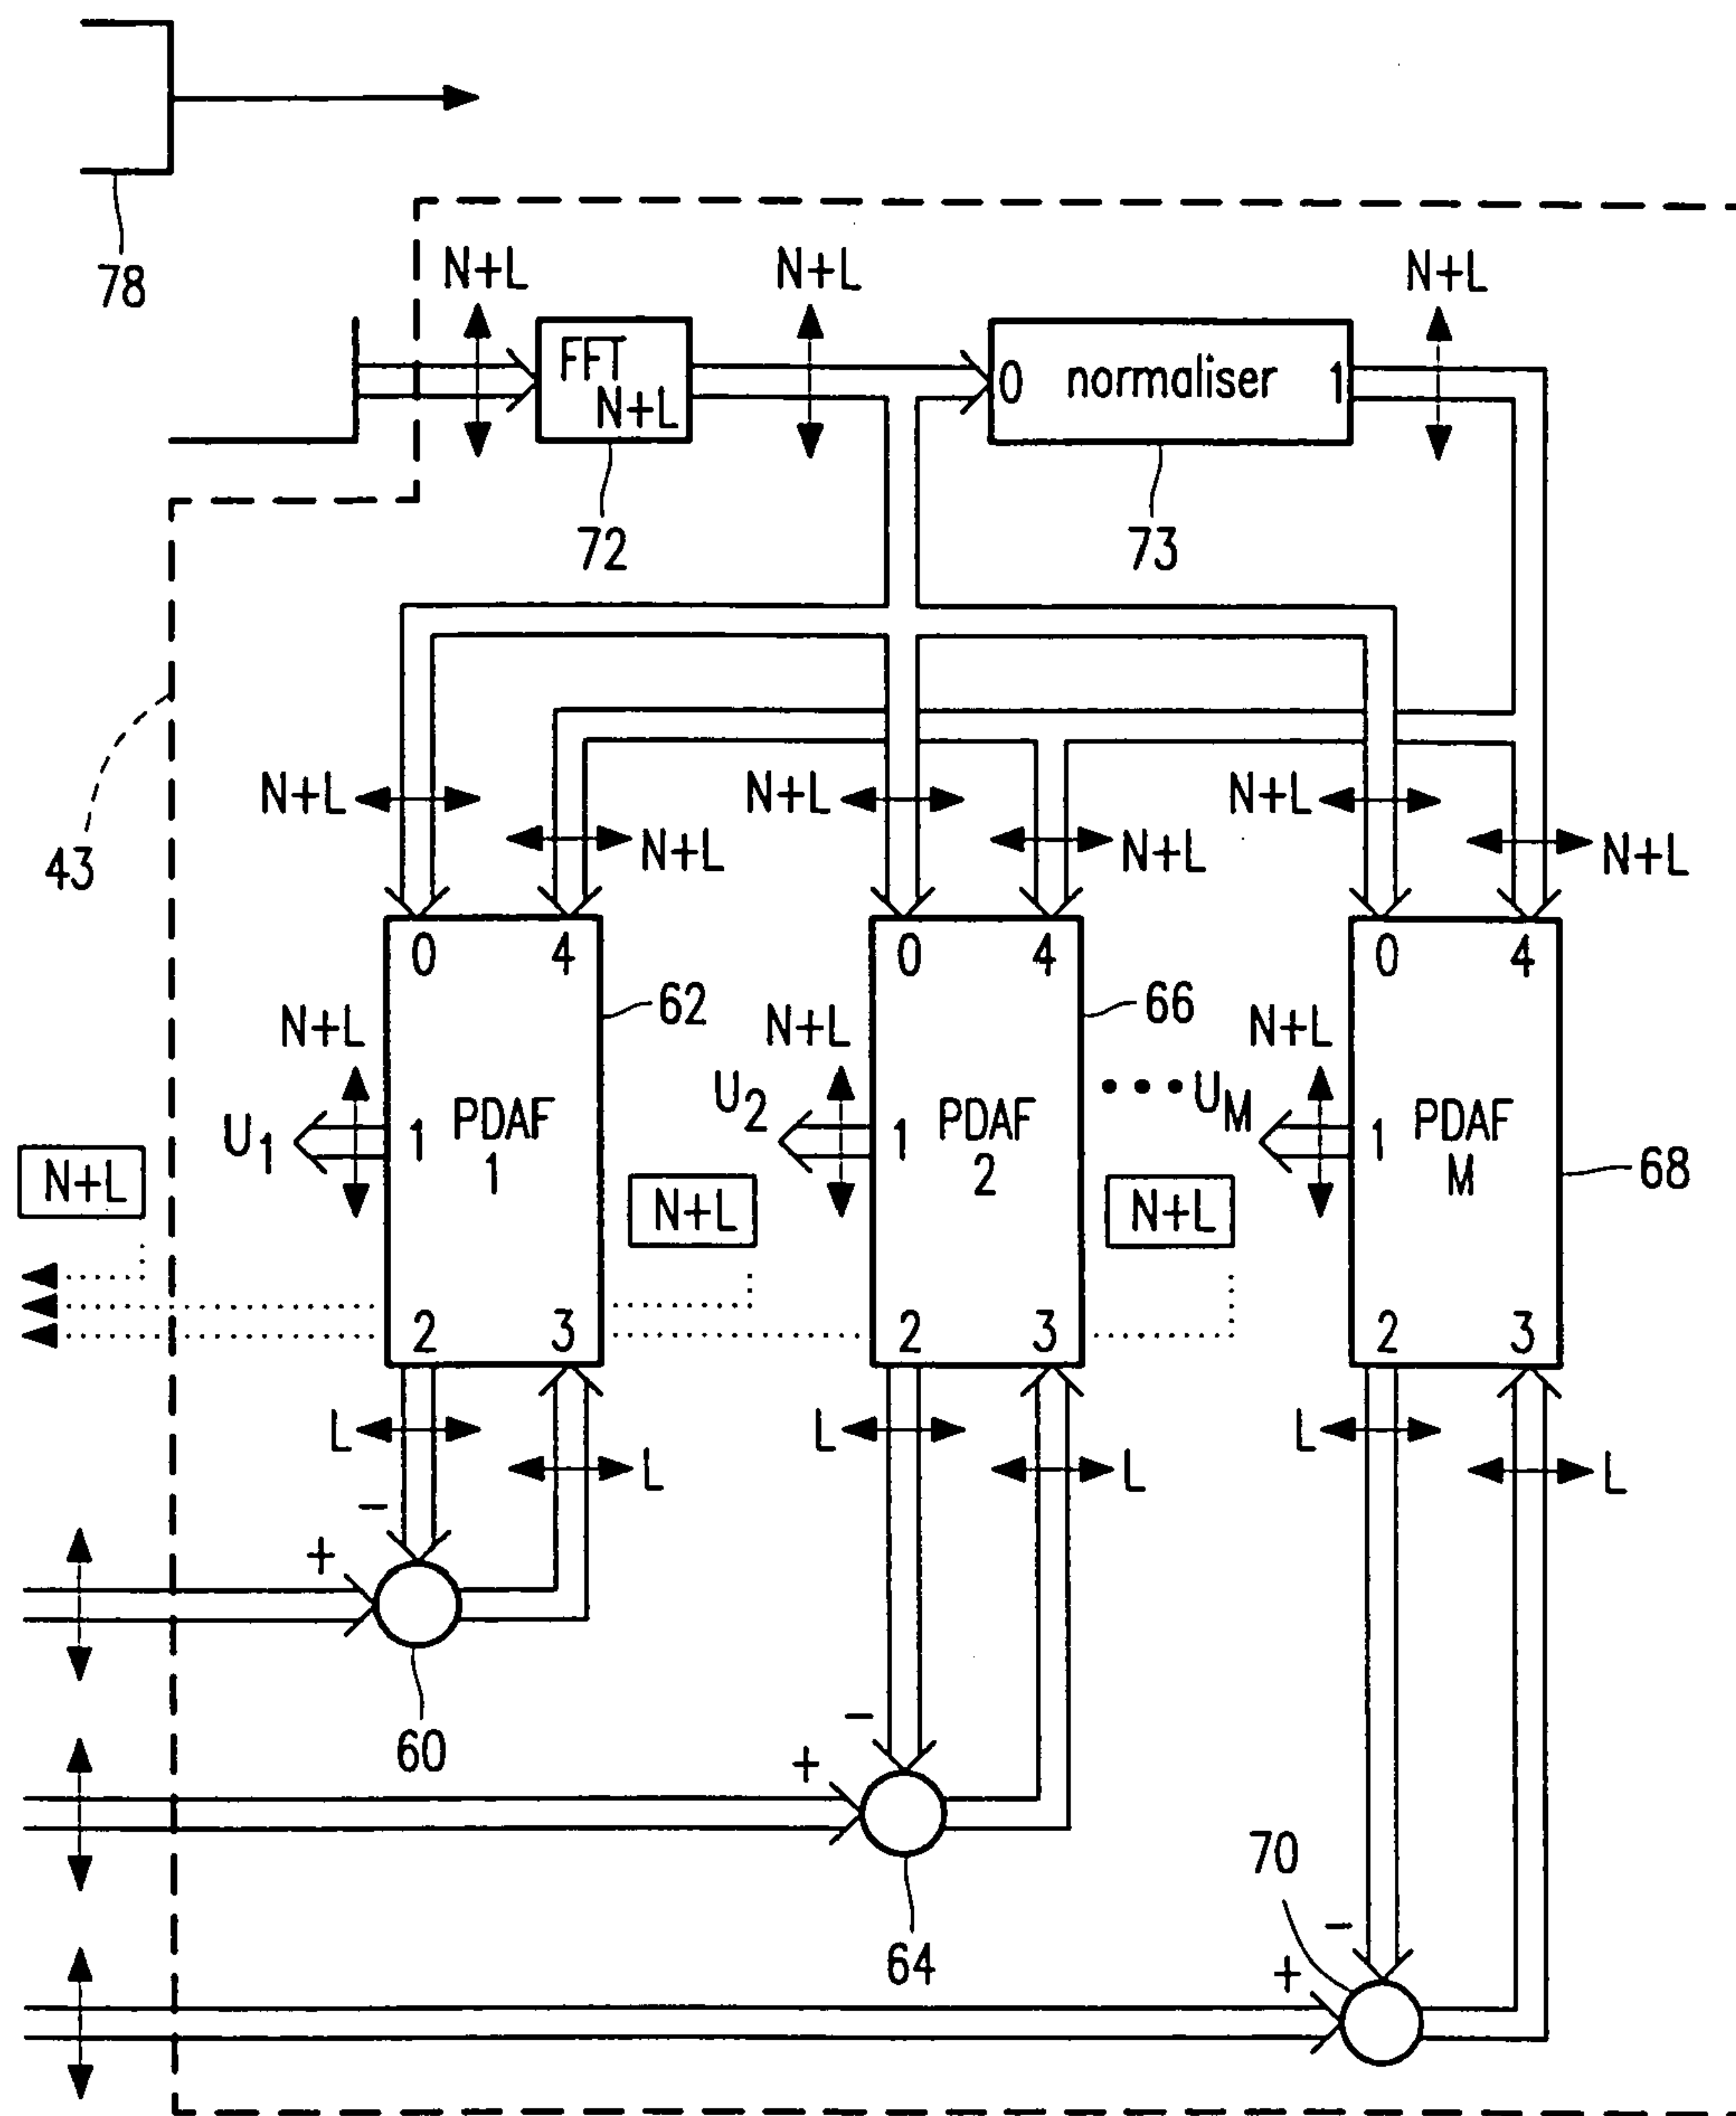 78
N+L
N+L
N+L
FFT
N+L
0 normaliser 1
72
73
43
N+L
N+L
N+L
N+L
N+L
N+L
0 4
0 4
0 4
62
66
N+L
N+L
N+L
U1
1
PDAF
1
U2
1
PDAF
2
•••
UM
1
PDAF
M
68
N+L
N+L
N+L
2 3
2 3
2 3
L
L
L
L
L
L
−
+
60
−
+
64
70
−
+